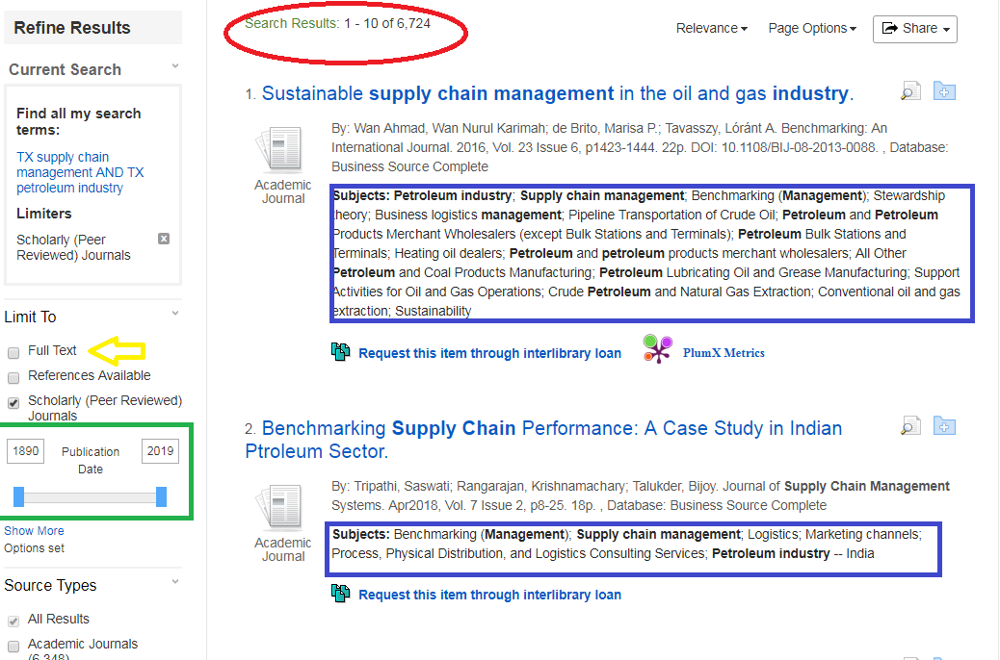 Refine Results
Current Search
Find all my search
terms:
TX supply chain
management AND TX
petroleum industry
Limiters
Scholarly (Peer
Reviewed) Journals
Limit To
Full Text
References Available
Scholarly (Peer Reviewed)
Journals
1890 Publication 2019
Date
Show More
Options set
Source Types
All Results
Academic Journals
(6,348)
Search Results: 1 - 10 of 6,724
Relevance Page Options Share
1. Sustainable supply chain management in the oil and gas industry.
Academic
Journal
By: Wan Ahmad, Wan Nurul Karimah; de Brito, Marisa P.; Tavasszy, Lóránt A. Benchmarking: An
International Journal. 2016, Vol. 23 Issue 6, p1423-1444. 22p. DOI: 10.1108/BIJ-08-2013-0088. , Database:
Business Source Complete
Subjects: Petroleum industry; Supply chain management; Benchmarking (Management); Stewardship
theory; Business logistics management; Pipeline Transportation of Crude Oil; Petroleum and Petroleum
Products Merchant Wholesalers (except Bulk Stations and Terminals); Petroleum Bulk Stations and
Terminals; Heating oil dealers; Petroleum and petroleum products merchant wholesalers; All Other
Petroleum and Coal Products Manufacturing; Petroleum Lubricating Oil and Grease Manufacturing; Support
Activities for Oil and Gas Operations; Crude Petroleum and Natural Gas Extraction; Conventional oil and gas
extraction; Sustainability
Request this item through interlibrary loan PlumX Metrics
2. Benchmarking Supply Chain Performance: A Case Study in Indian
Ptroleum Sector.
Academic
Journal
By: Tripathi, Saswati; Rangarajan, Krishnamachary; Talukder, Bijoy. Journal of Supply Chain Management
Systems. Apr2018, Vol. 7 Issue 2, p8-25. 18p. , Database: Business Source Complete
Subjects: Benchmarking (Management); Supply chain management; Logistics; Marketing channels;
Process, Physical Distribution, and Logistics Consulting Services; Petroleum industry -- India
Request this item through interlibrary loan